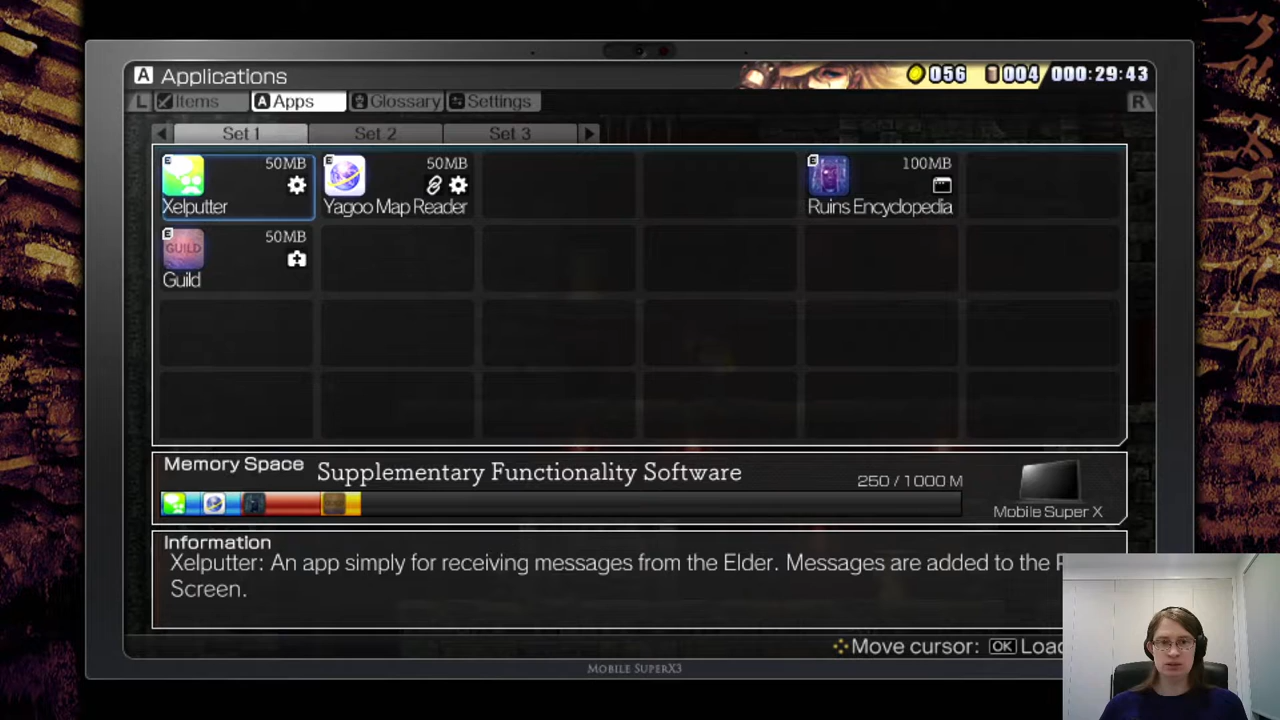 A Applications
056 004 000:29:43
L Items A Apps Glossary Settings R
Set 1 Set 2 Set 3
E 50MB E 50MB E 100MB
Xelputter Yagoo Map Reader Ruins Encyclopedia
E GUILD 50MB
Guild
Memory Space Supplementary Functionality Software 250 / 1000 M
Mobile Super X
Information
Xelputter: An app simply for receiving messages from the Elder. Messages are added to the
Screen.
Move cursor: OK Load
MOBILE SUPERX3